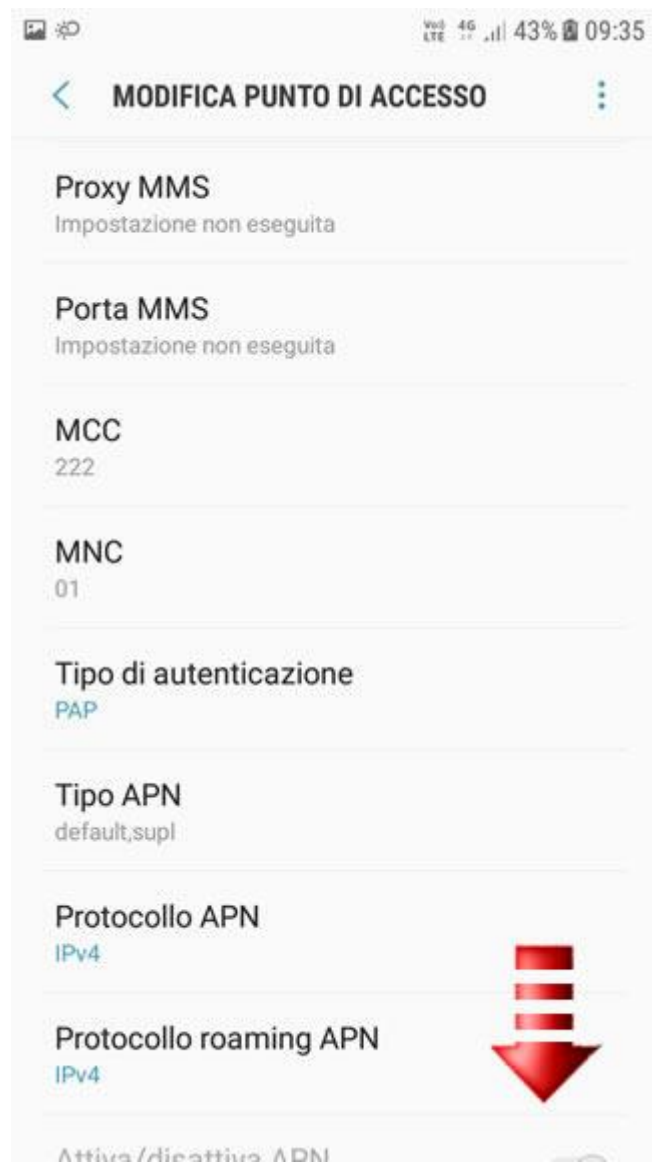 VoLTE 4G 43% 09:35
MODIFICA PUNTO DI ACCESSO
Proxy MMS
Impostazione non eseguita
Porta MMS
Impostazione non eseguita
MCC
222
MNC
01
Tipo di autenticazione
PAP
Tipo APN
default,supl
Protocollo APN
IPv4
Protocollo roaming APN
IPv4
Attiva/disattiva APN